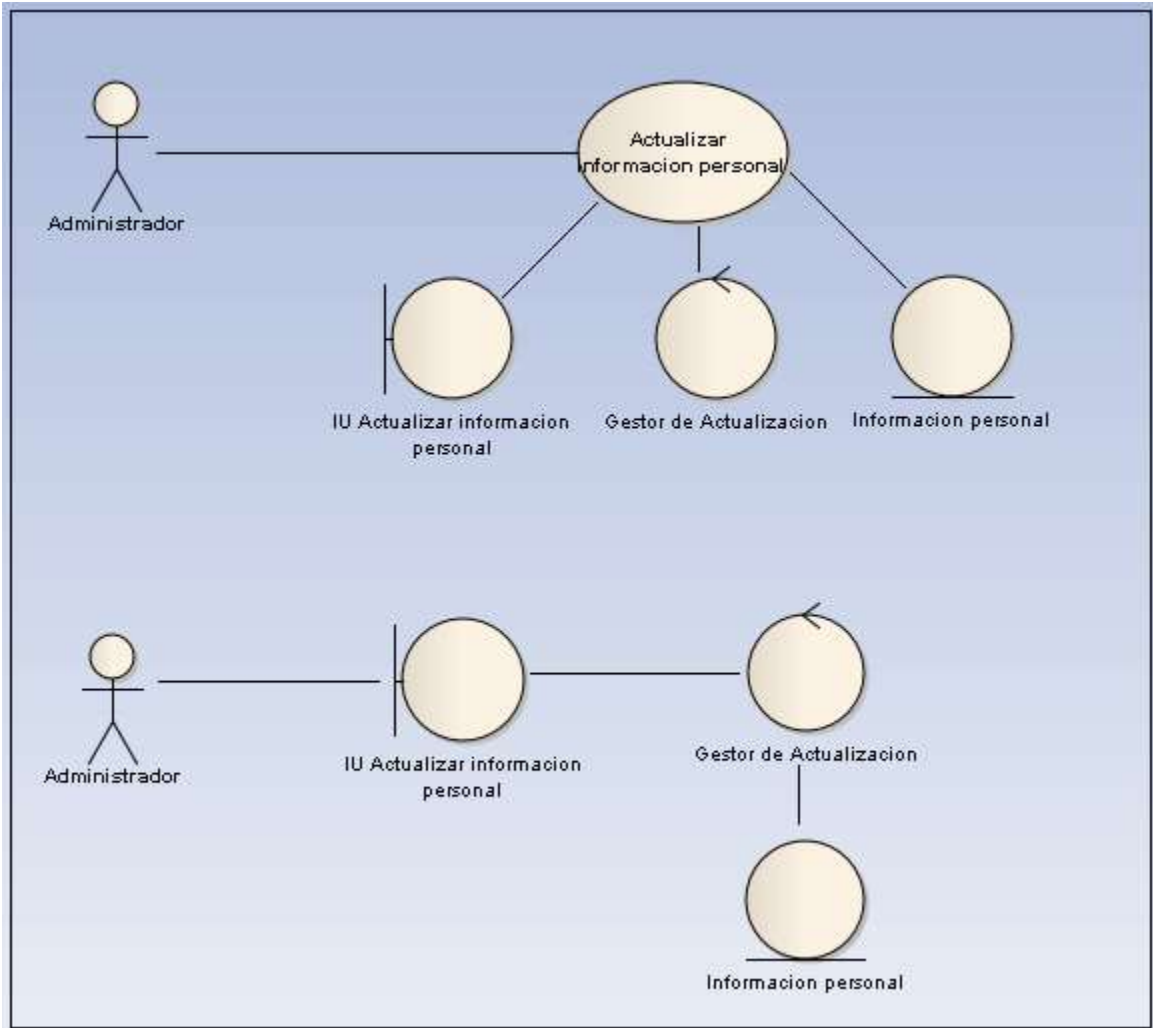 Actualizar
informacion personal
Administrador
IU Actualizar informacion
personal
Gestor de Actualizacion
Informacion personal
Administrador
IU Actualizar informacion
personal
Gestor de Actualizacion
Informacion personal